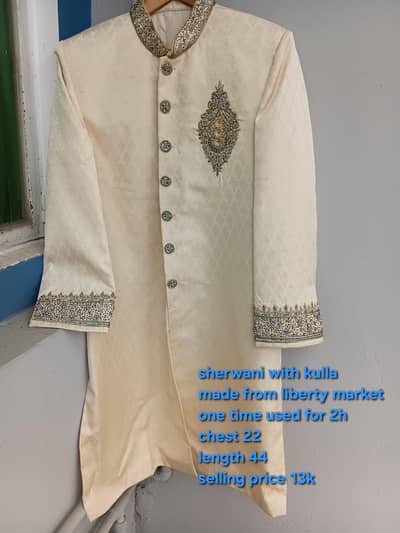 sherwani with kulla
made from liberty market
one time used for 2h
chest 22
length 44
selling price 13k